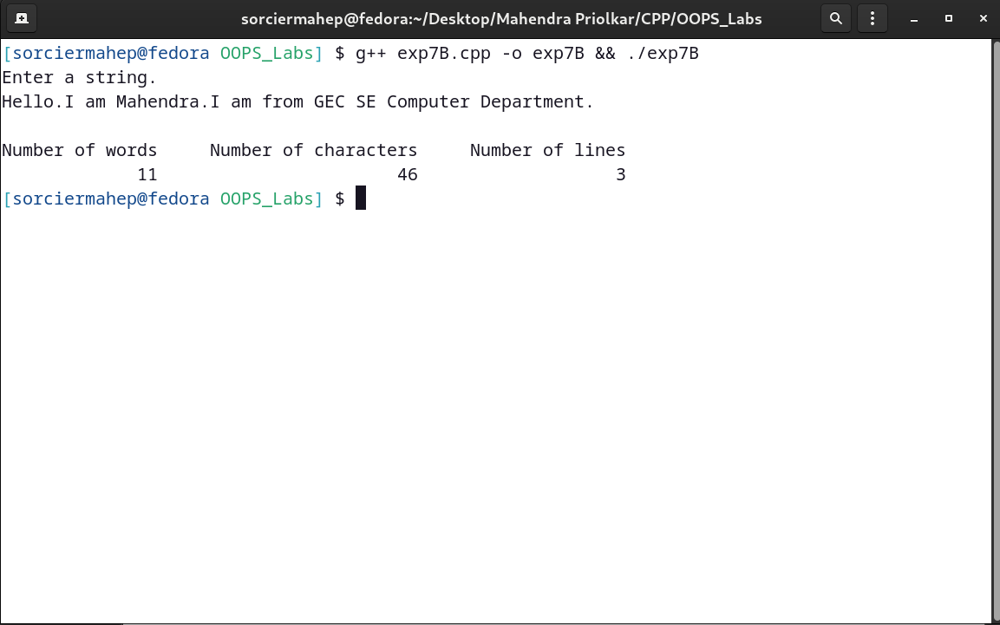 sorciermahep@fedora:~/Desktop/Mahendra Priolkar/CPP/OOPS_Labs
[sorciermahep@fedora OOPS_Labs] $ g++ exp7B.cpp -o exp7B && ./exp7B
Enter a string.
Hello.I am Mahendra.I am from GEC SE Computer Department.

Number of words     Number of characters     Number of lines
             11                       46                   3
[sorciermahep@fedora OOPS_Labs] $